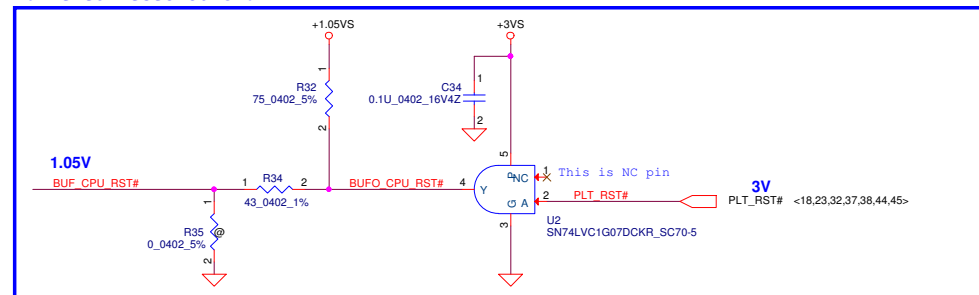 +1.05VS
+3VS
1
R32
75_0402_5%
2
C34
0.1U_0402_16V4Z
1
2
1.05V
BUF_CPU_RST#
1
R34
2
43_0402_1%
BUFO_CPU_RST#
4
Y
5
P
NC
1
This is NC pin
G
A
2
PLT_RST#
3V
PLT_RST#
<18,23,32,37,38,44,45>
3
U2
SN74LVC1G07DCKR_SC70-5
1
R35
@
0_0402_5%
2